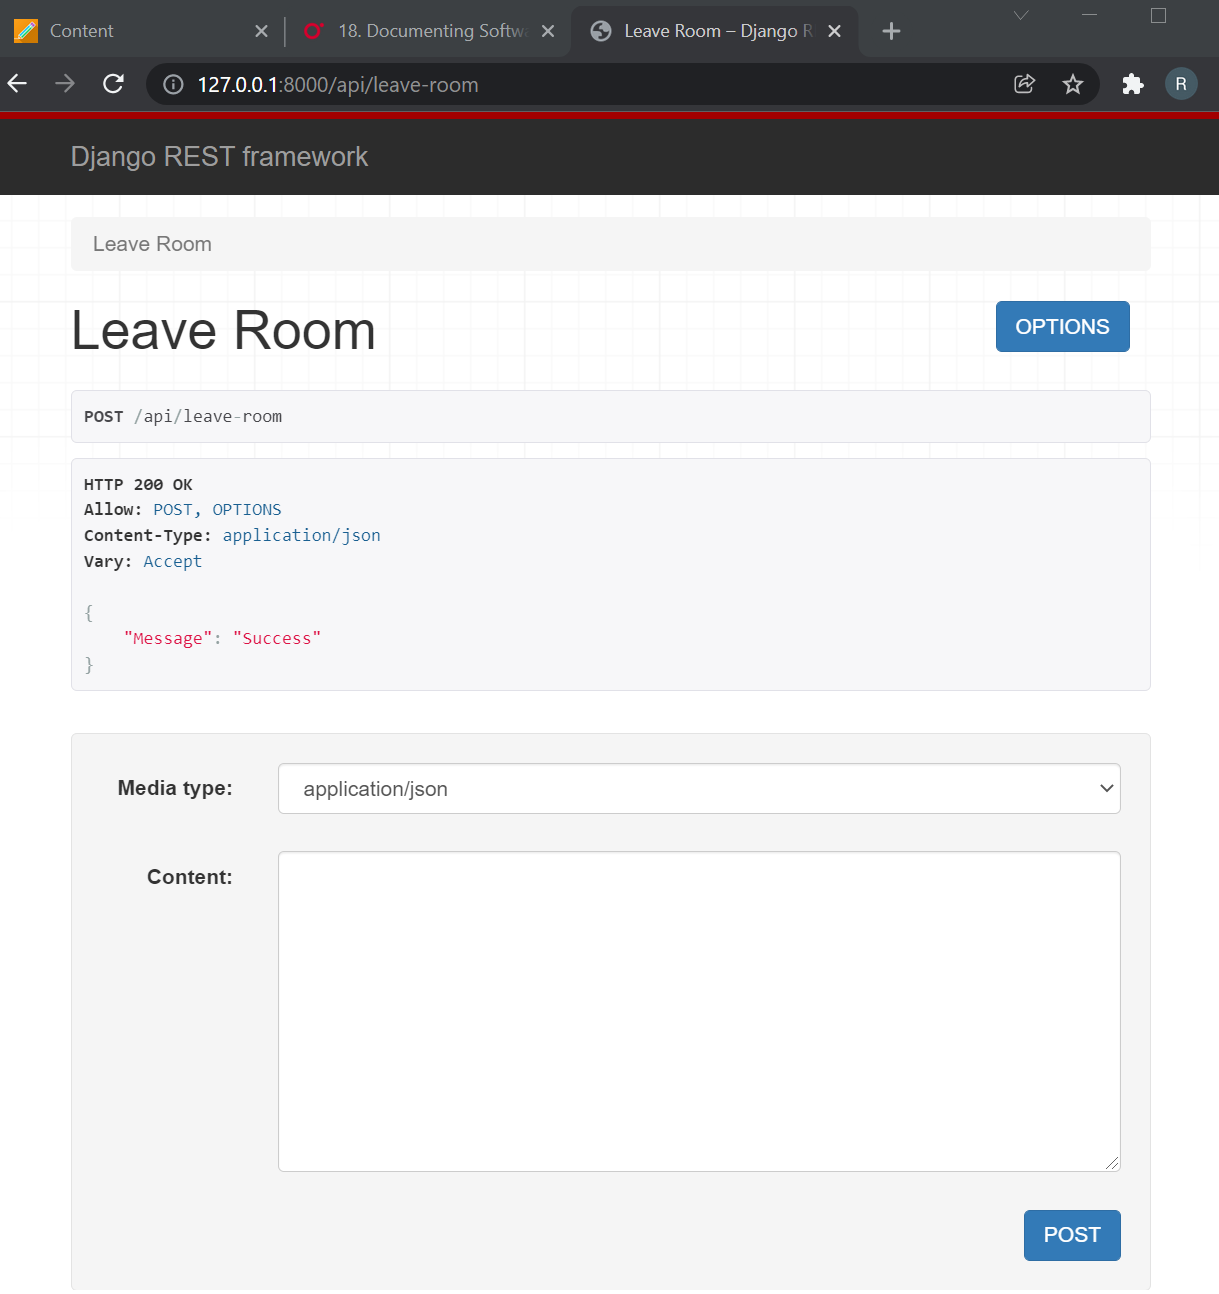 Content
18. Documenting Softw
Leave Room – Django R
127.0.0.1:8000/api/leave-room
R
Django REST framework
Leave Room
Leave Room
OPTIONS
POST /api/leave-room
HTTP 200 OK
Allow: POST, OPTIONS
Content-Type: application/json
Vary: Accept
{
"Message": "Success"
}
Media type:
application/json
Content:
POST